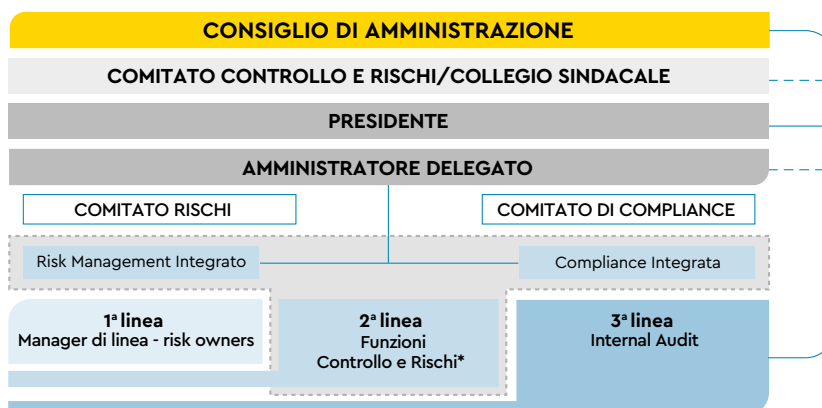 CONSIGLIO DI AMMINISTRAZIONE
COMITATO CONTROLLO E RISCHI/COLLEGIO SINDACALE
PRESIDENTE
AMMINISTRATORE DELEGATO
COMITATO RISCHI
COMITATO DI COMPLIANCE
Risk Management Integrato
Compliance Integrata
1ª linea
Manager di linea - risk owners
2ª linea
Funzioni
Controllo e Rischi*
3ª linea
Internal Audit